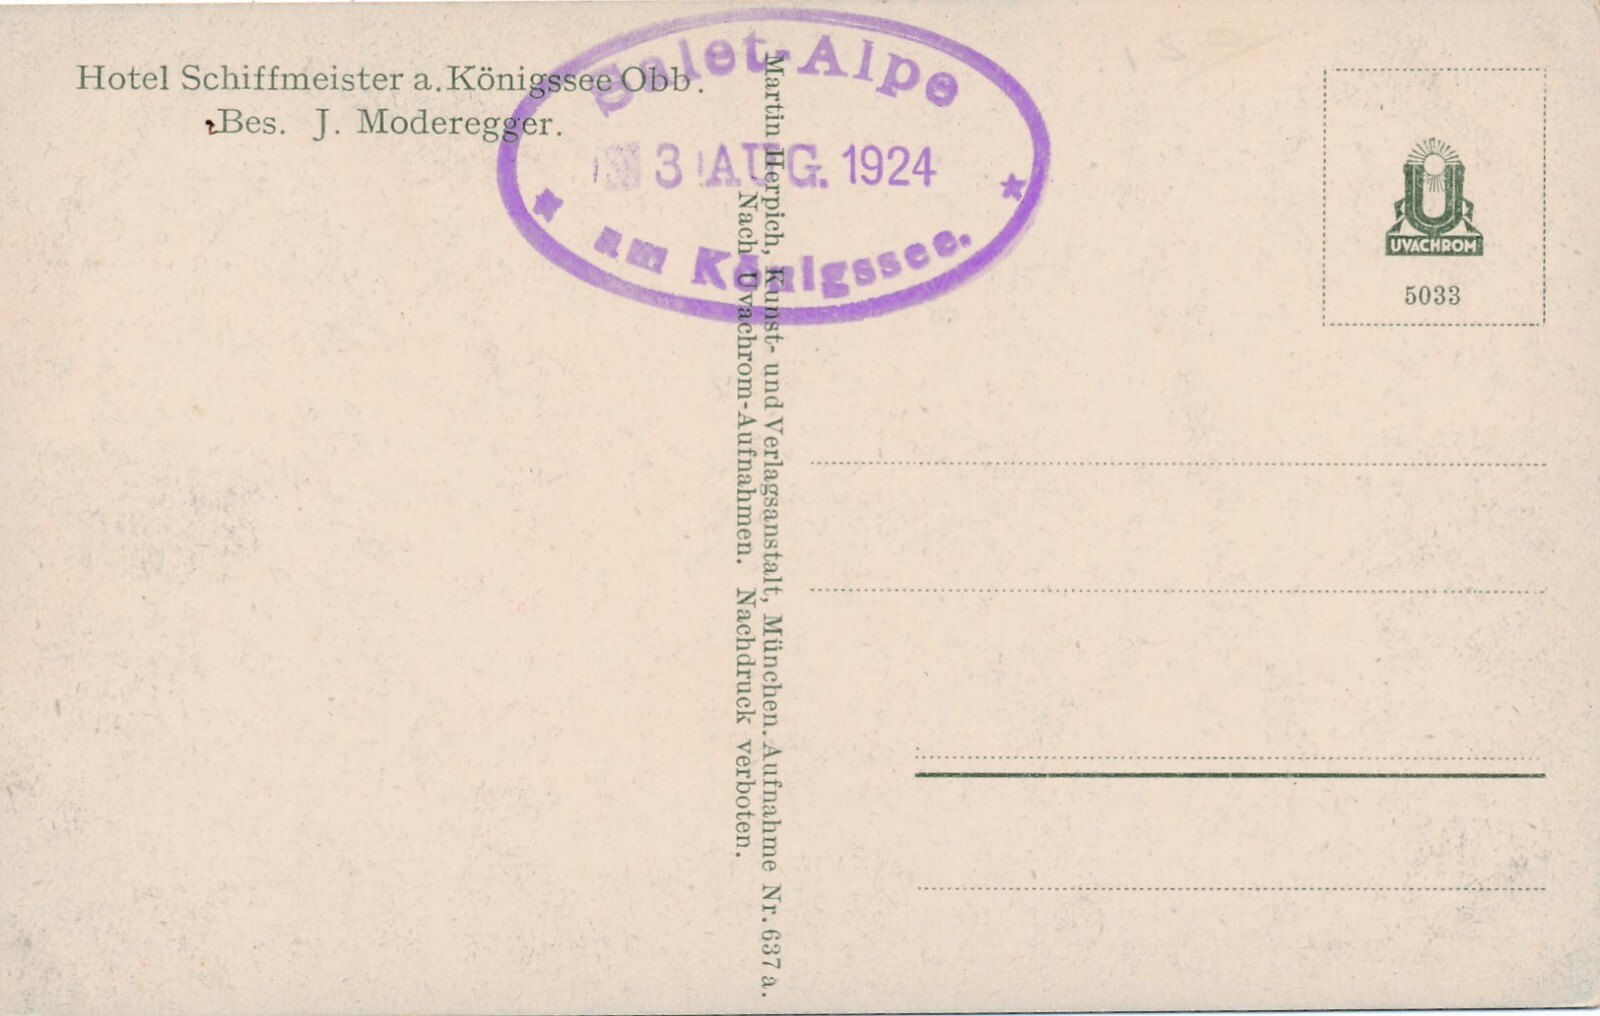 Hotel Schiffmeister a. Königssee Obb.
Bes. J. Moderegger.
Salet-Alpe
3 AUG. 1924
am Königssee.
Martin Herpich, Kunst- und Verlagsanstalt, München. Aufnahme Nr. 637 a.
Nach Uvachrom-Aufnahmen. Nachdruck verboten.
U
UVACHROM
5033